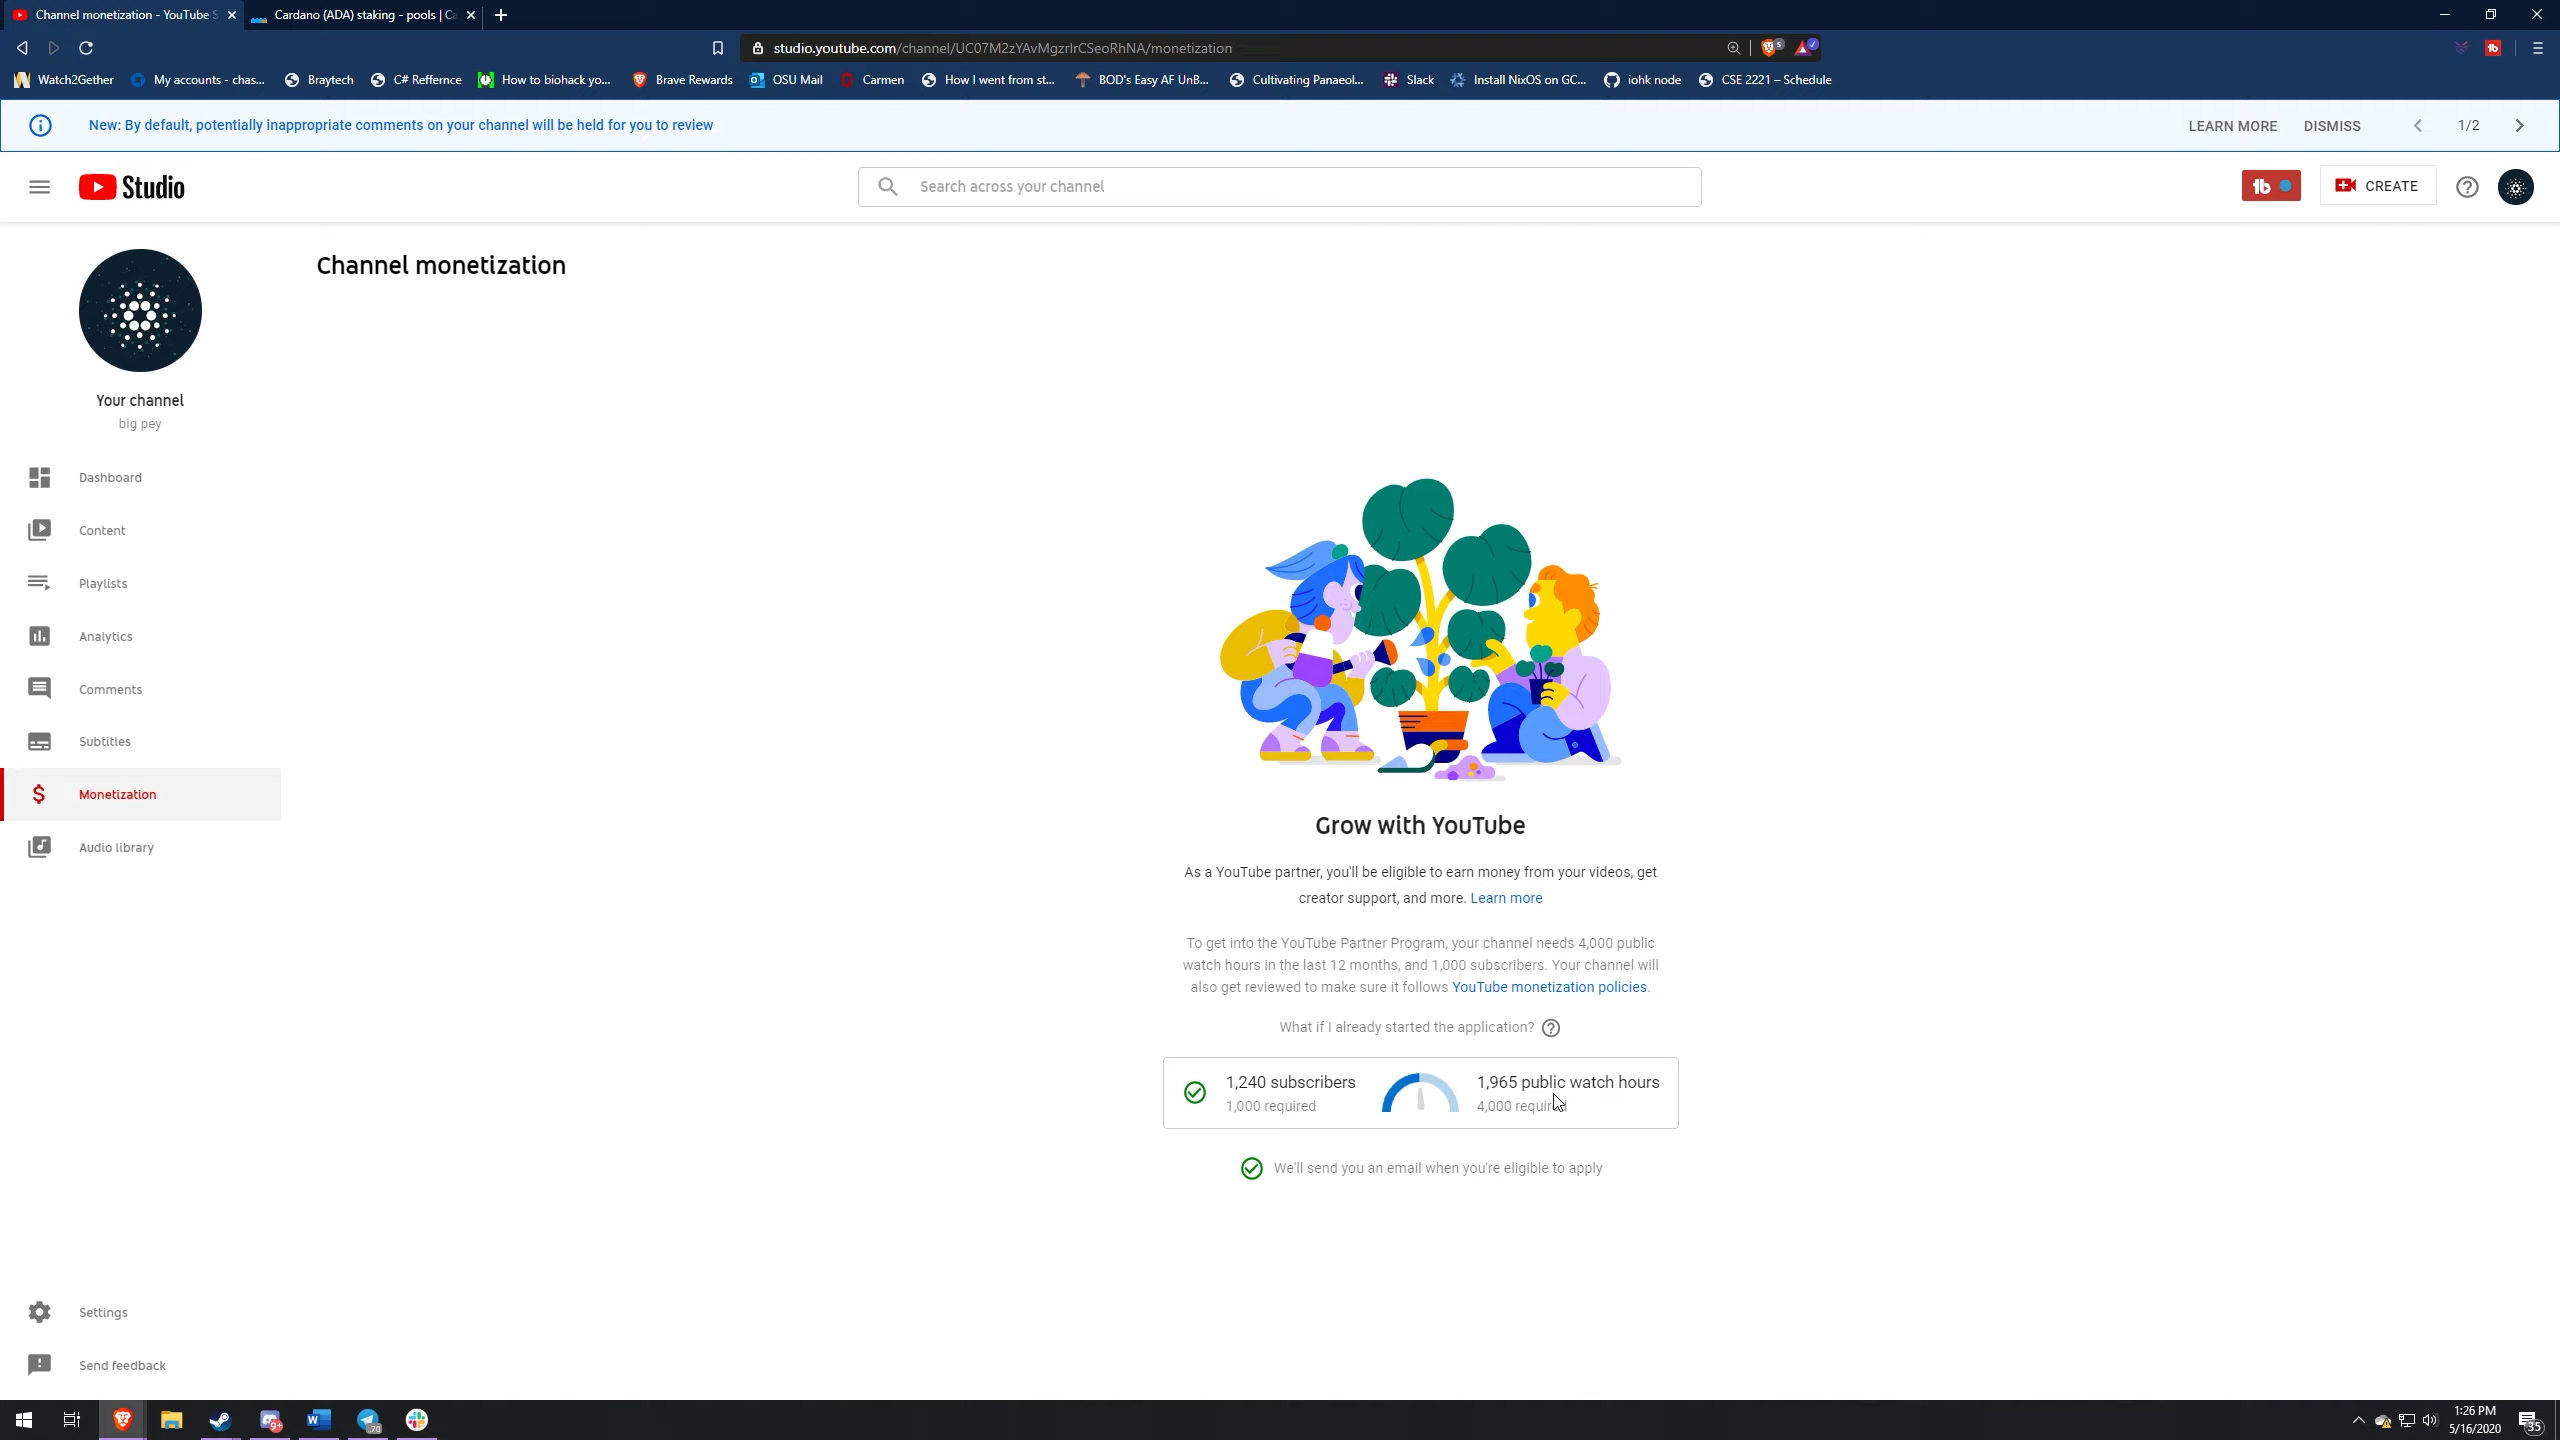 Channel monetization - YouTube S
Cardano (ADA) staking - pools | Ca
studio.youtube.com/channel/UC07M2zYAvMgzrIrCSeoRhNA/monetization
Watch2Gether
My accounts - chas...
Braytech
C# Reffernce
How to biohack yo...
Brave Rewards
OSU Mail
Carmen
How I went from st...
BOD's Easy AF UnB...
Cultivating Panaeol...
Slack
Install NixOS on GC...
iohk node
CSE 2221 – Schedule
New: By default, potentially inappropriate comments on your channel will be held for you to review
LEARN MORE
DISMISS
1/2
Studio
Search across your channel
CREATE
Channel monetization
Your channel
big pey
Dashboard
Content
Playlists
Analytics
Comments
Subtitles
Monetization
Audio library
Grow with YouTube
As a YouTube partner, you'll be eligible to earn money from your videos, get
creator support, and more. Learn more
To get into the YouTube Partner Program, your channel needs 4,000 public
watch hours in the last 12 months, and 1,000 subscribers. Your channel will
also get reviewed to make sure it follows YouTube monetization policies.
What if I already started the application?
1,240 subscribers
1,000 required
1,965 public watch hours
4,000 required
We'll send you an email when you're eligible to apply
Settings
Send feedback
1:26 PM
5/16/2020
35